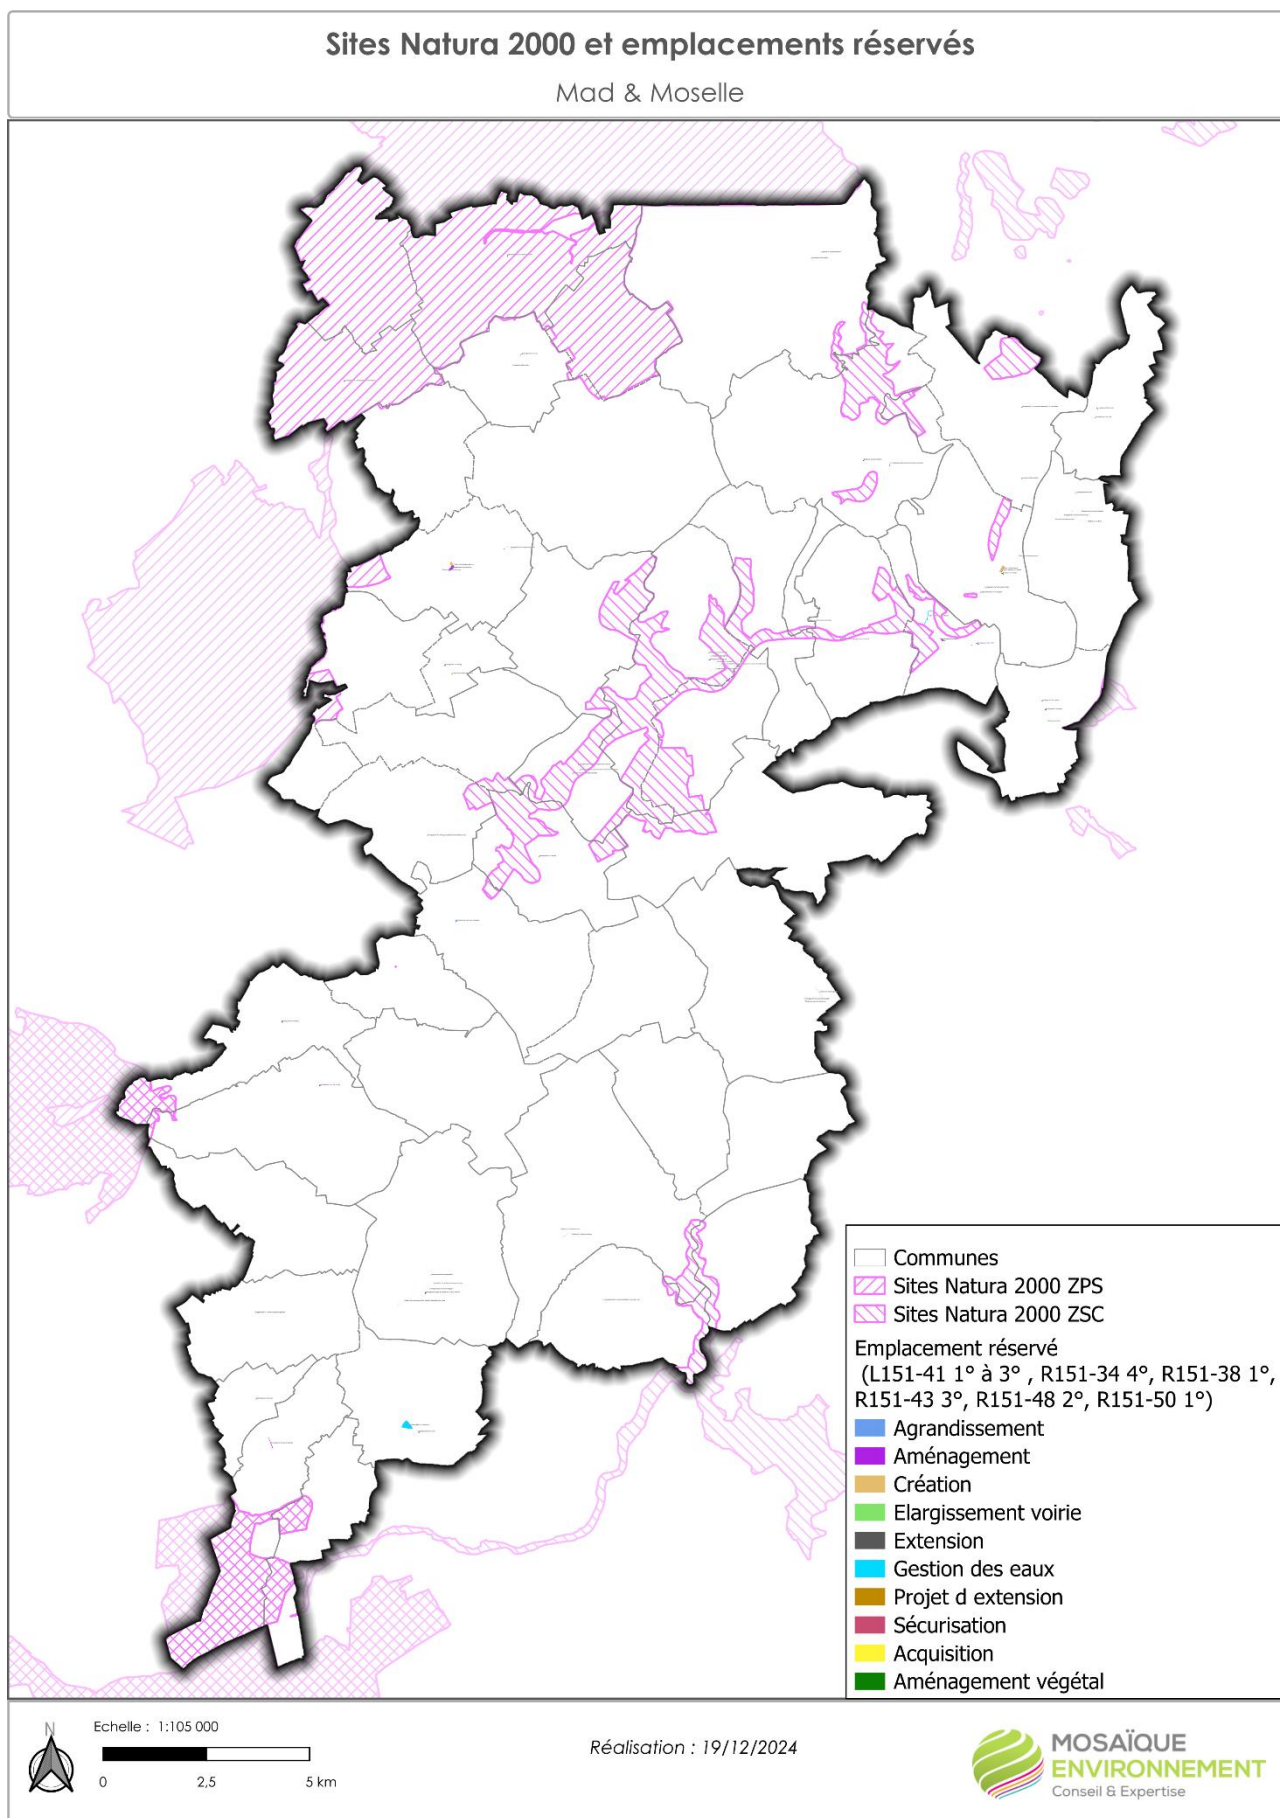 Sites Natura 2000 et emplacements réservés
Mad & Moselle
Communes
Sites Natura 2000 ZPS
Sites Natura 2000 ZSC
Emplacement réservé
(L151-41 1° à 3° , R151-34 4°, R151-38 1°,
R151-43 3°, R151-48 2°, R151-50 1°)
Agrandissement
Aménagement
Création
Elargissement voirie
Extension
Gestion des eaux
Projet d extension
Sécurisation
Acquisition
Aménagement végétal
N
Echelle : 1:105 000
0 2,5 5 km
Réalisation : 19/12/2024
MOSAÏQUE
ENVIRONNEMENT
Conseil & Expertise